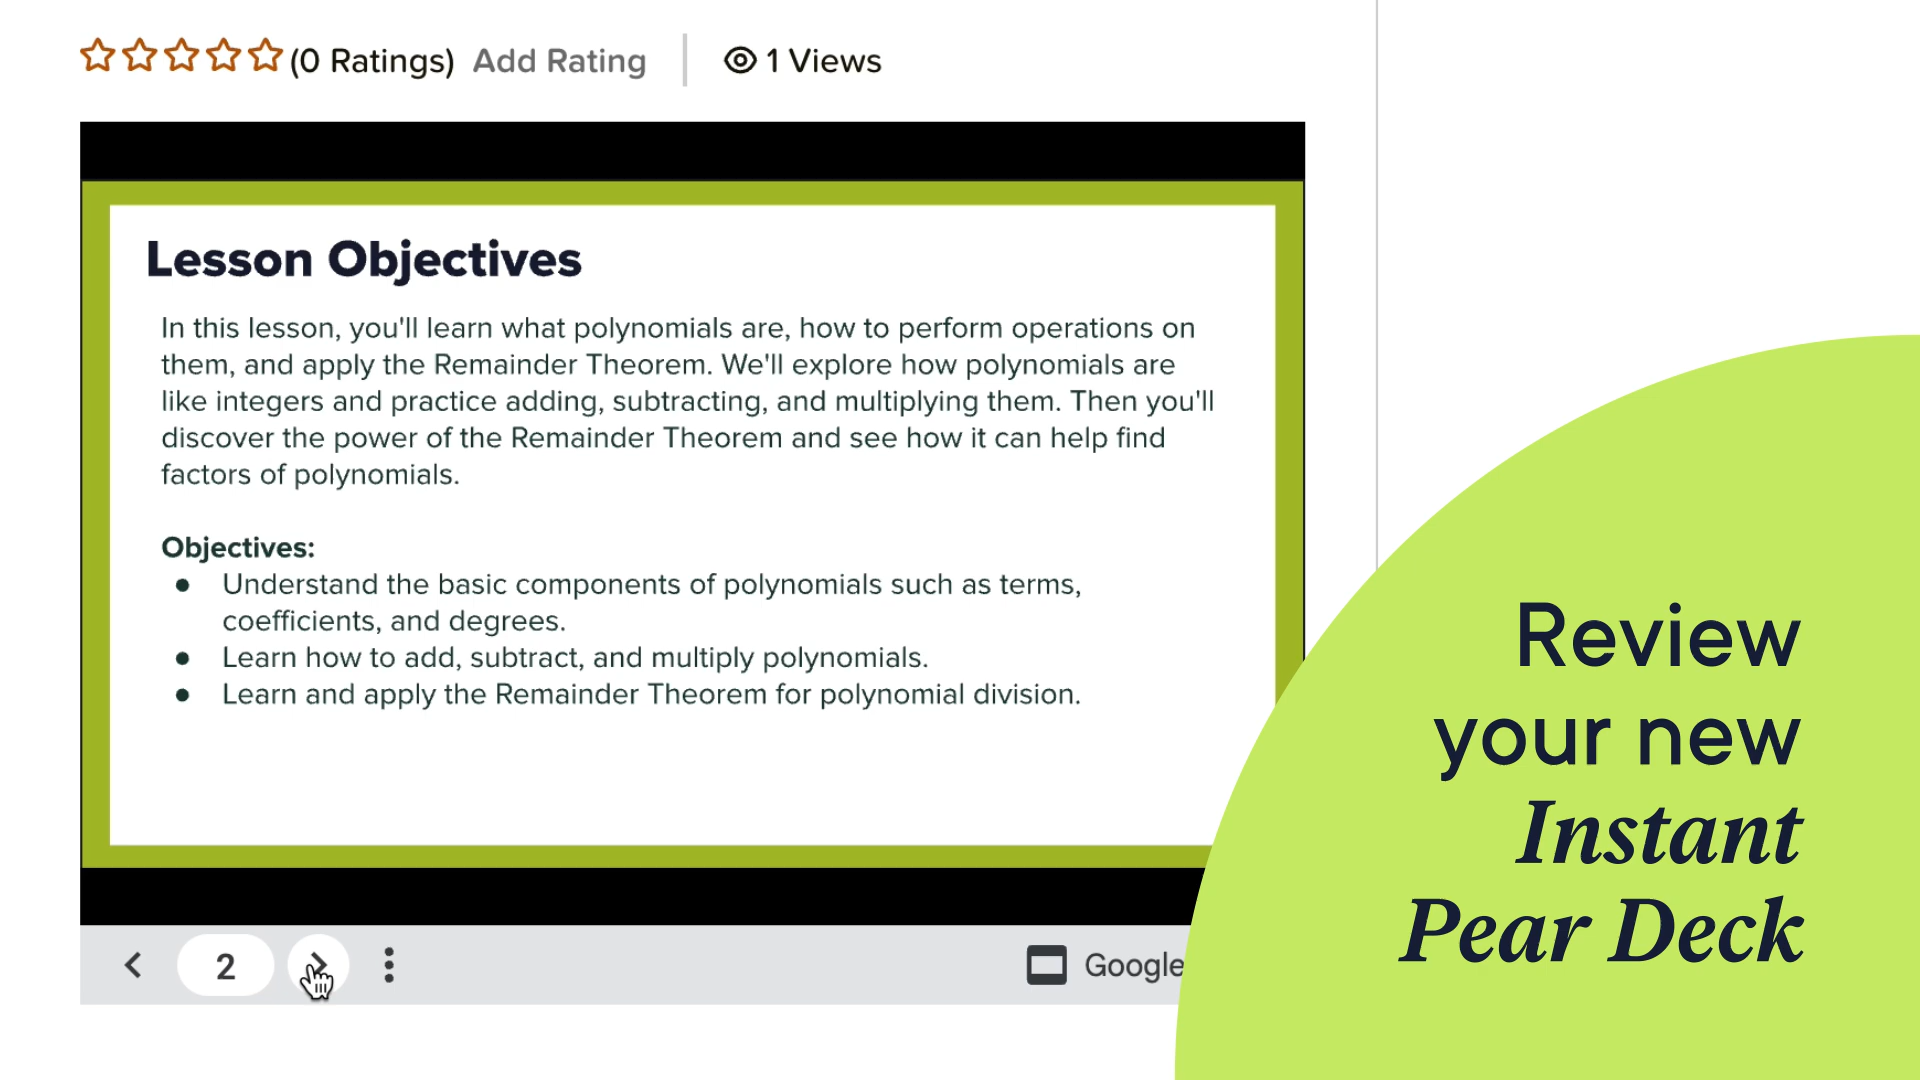 (0 Ratings) Add Rating 1 Views
Lesson Objectives
In this lesson, you'll learn what polynomials are, how to perform operations on
them, and apply the Remainder Theorem. We'll explore how polynomials are
like integers and practice adding, subtracting, and multiplying them. Then you'll
discover the power of the Remainder Theorem and see how it can help find
factors of polynomials.
Objectives:
● Understand the basic components of polynomials such as terms,
coefficients, and degrees.
● Learn how to add, subtract, and multiply polynomials.
● Learn and apply the Remainder Theorem for polynomial division.
2
Google
Review
your new
Instant
Pear Deck